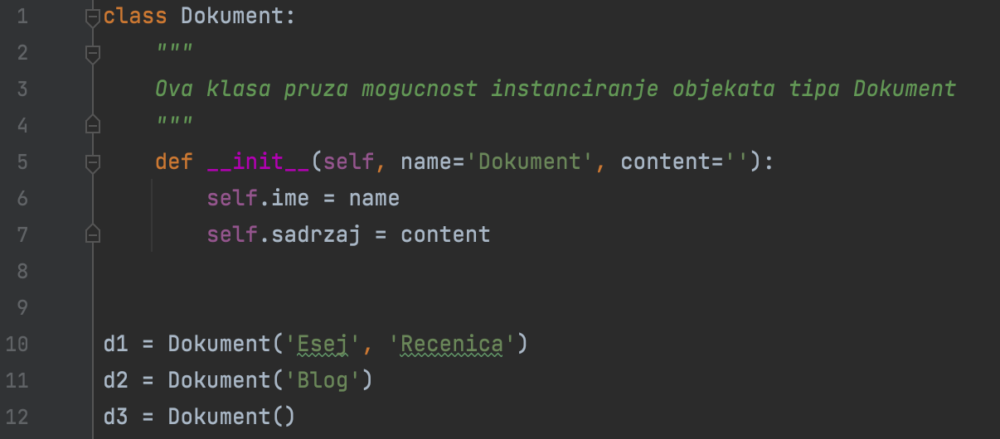 1 class Dokument:
2     """
3     Ova klasa pruza mogucnost instanciranje objekata tipa Dokument
4     """
5     def __init__(self, name='Dokument', content=''):
6         self.ime = name
7         self.sadrzaj = content
8
9
10 d1 = Dokument('Esej', 'Recenica')
11 d2 = Dokument('Blog')
12 d3 = Dokument()